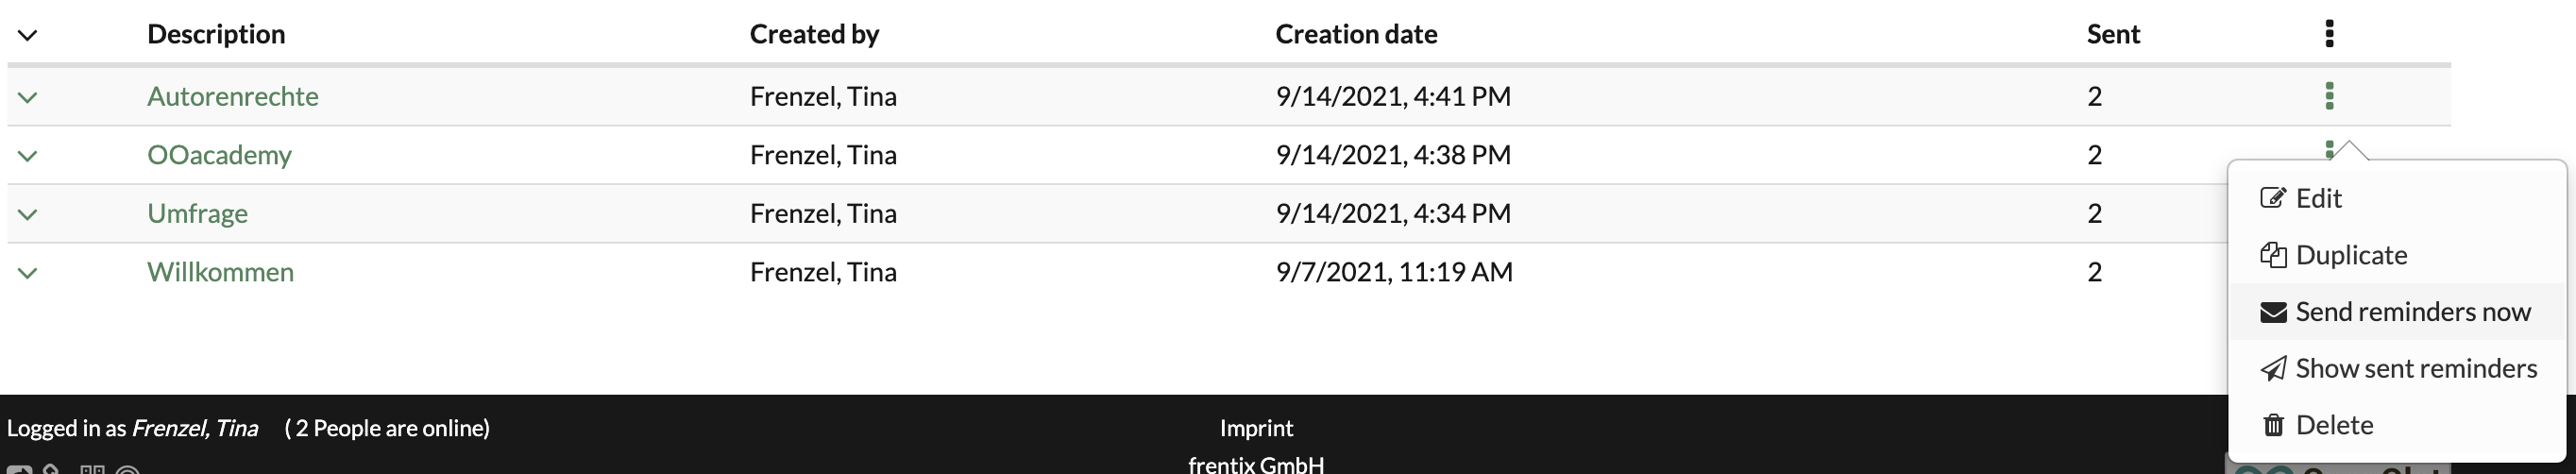 Description Created by Creation date Sent
Autorenrechte Frenzel, Tina 9/14/2021, 4:41 PM 2
OOacademy Frenzel, Tina 9/14/2021, 4:38 PM 2
Umfrage Frenzel, Tina 9/14/2021, 4:34 PM 2
Willkommen Frenzel, Tina 9/7/2021, 11:19 AM 2
Edit
Duplicate
Send reminders now
Show sent reminders
Delete
Logged in as Frenzel, Tina ( 2 People are online)
Imprint
frentix GmbH